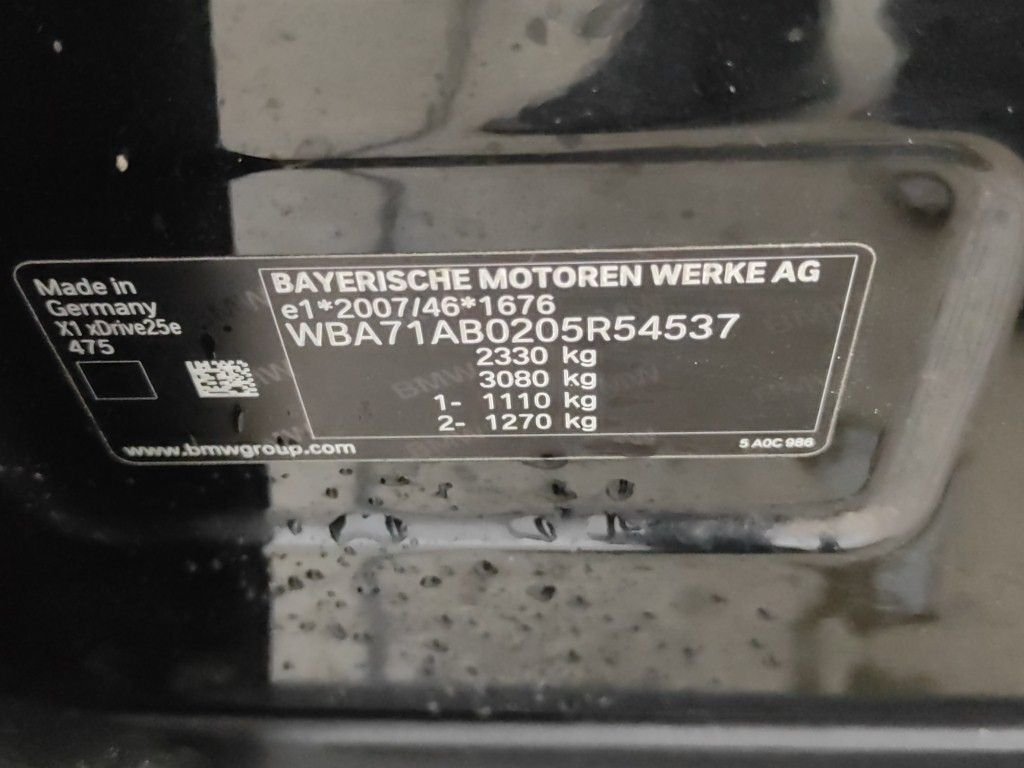 Made in
Germany
X1 xDrive25e
475
BAYERISCHE MOTOREN WERKE AG
e1*2007/46*1676
WBA71AB0205R54537
2330 kg
3080 kg
1- 1110 kg
2- 1270 kg
www.bmwgroup.com
5 A0C 986